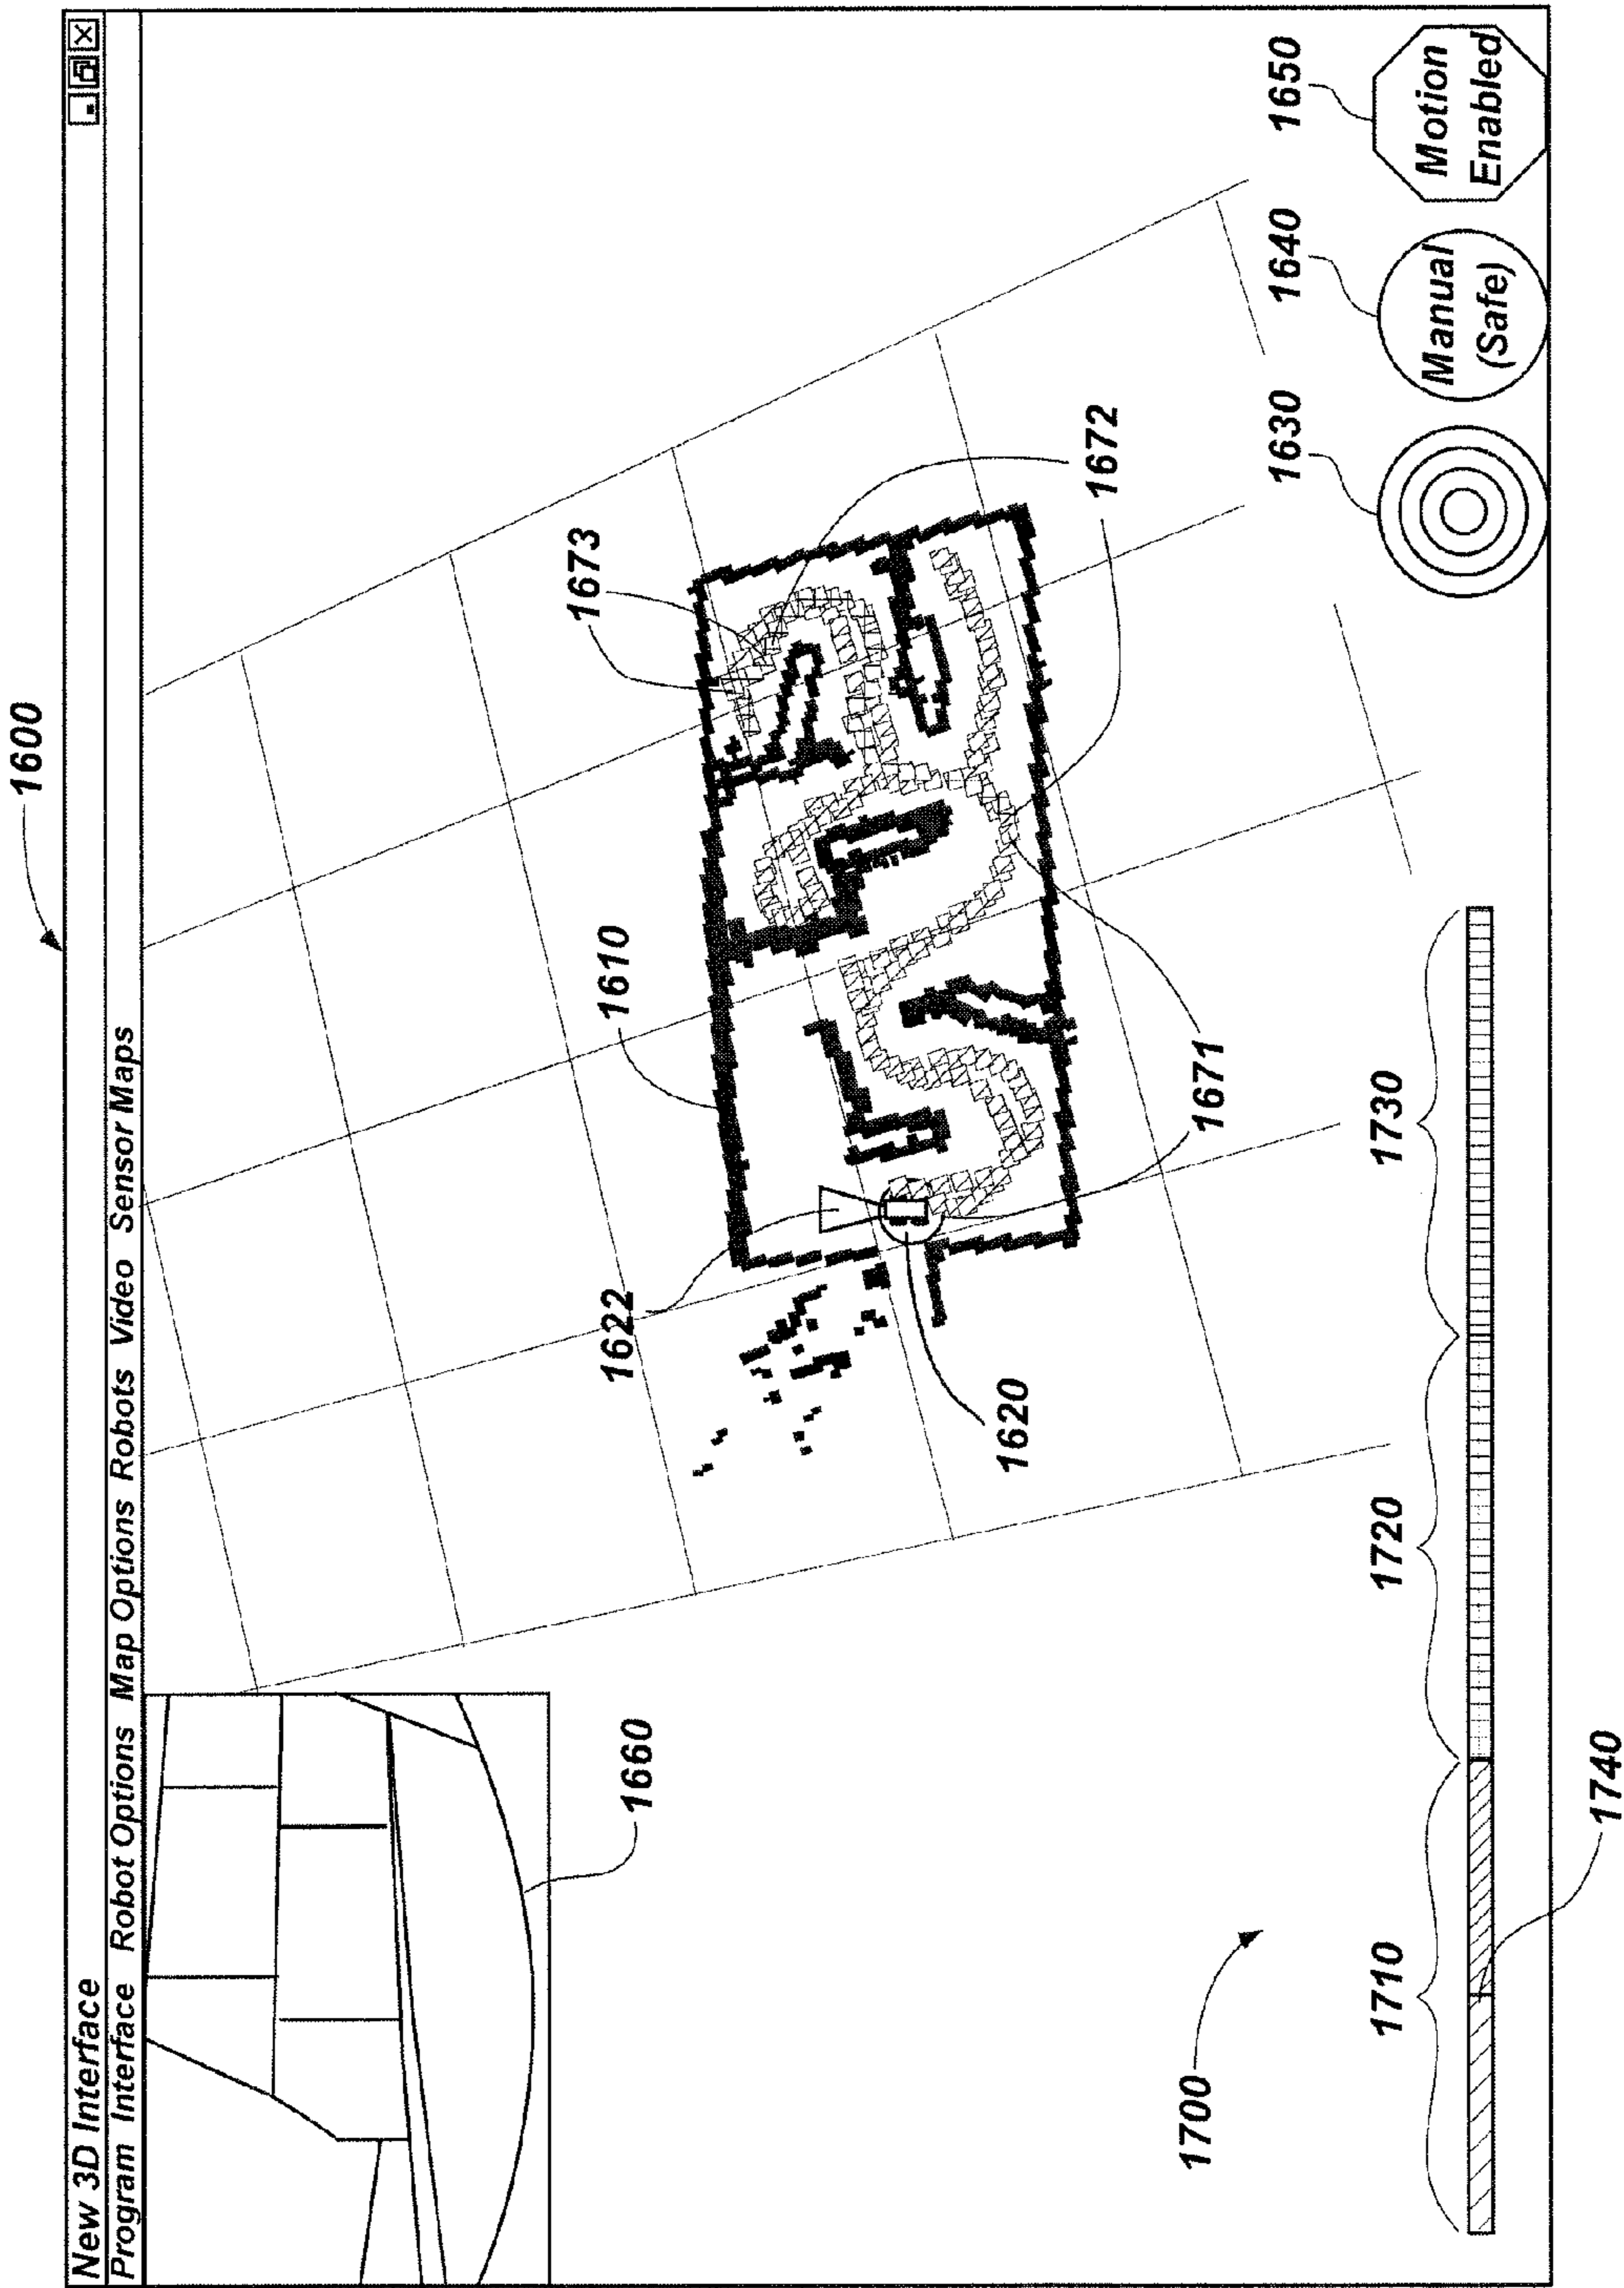 1600
New 3D Interface
Program Interface Robot Options Map Options Robots Video Sensor Maps
1660
1622
1610
1673
1620
1671
1672
1700
1630
1640
1650
1710
1720
1730
Manual
(Safe)
Motion
Enabled
1740